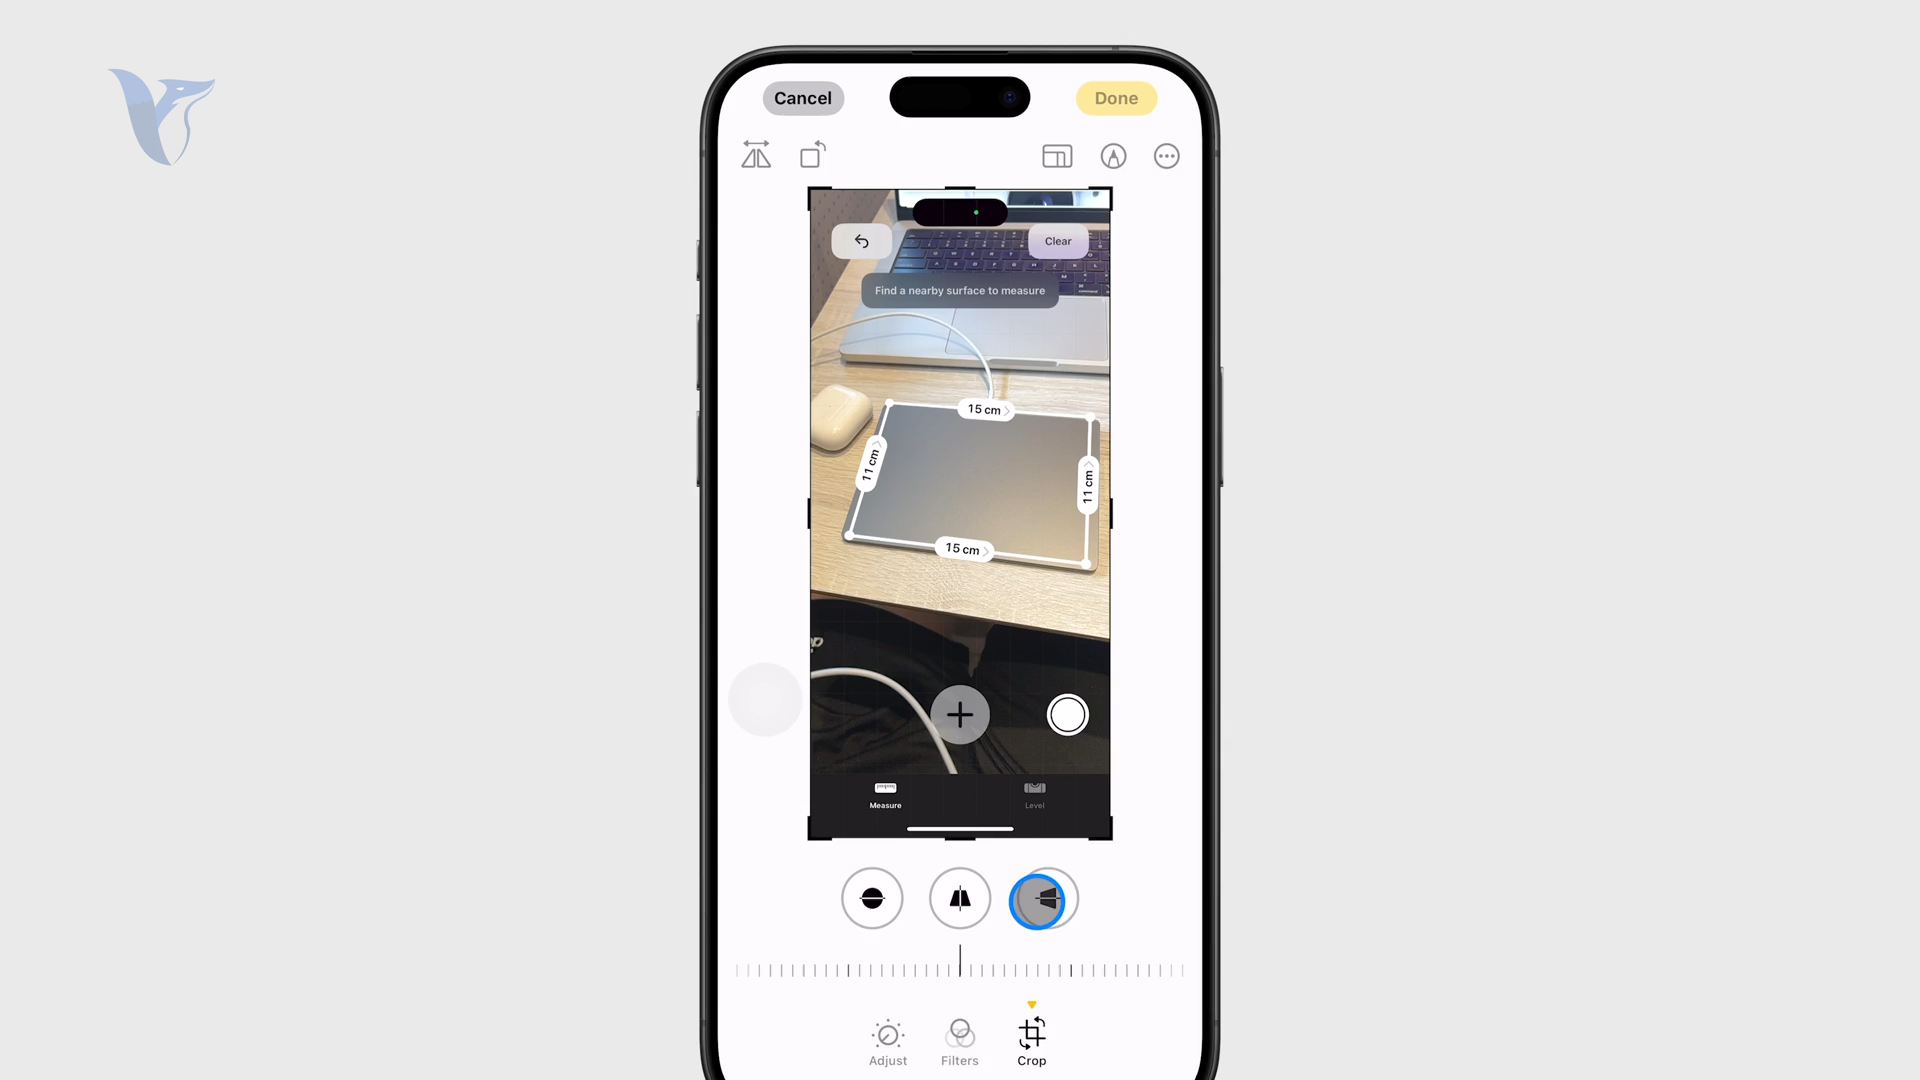 Cancel
Done
Clear
Find a nearby surface to measure
15 cm
11 cm
11 cm
15 cm
Measure
Level
Adjust
Filters
Crop